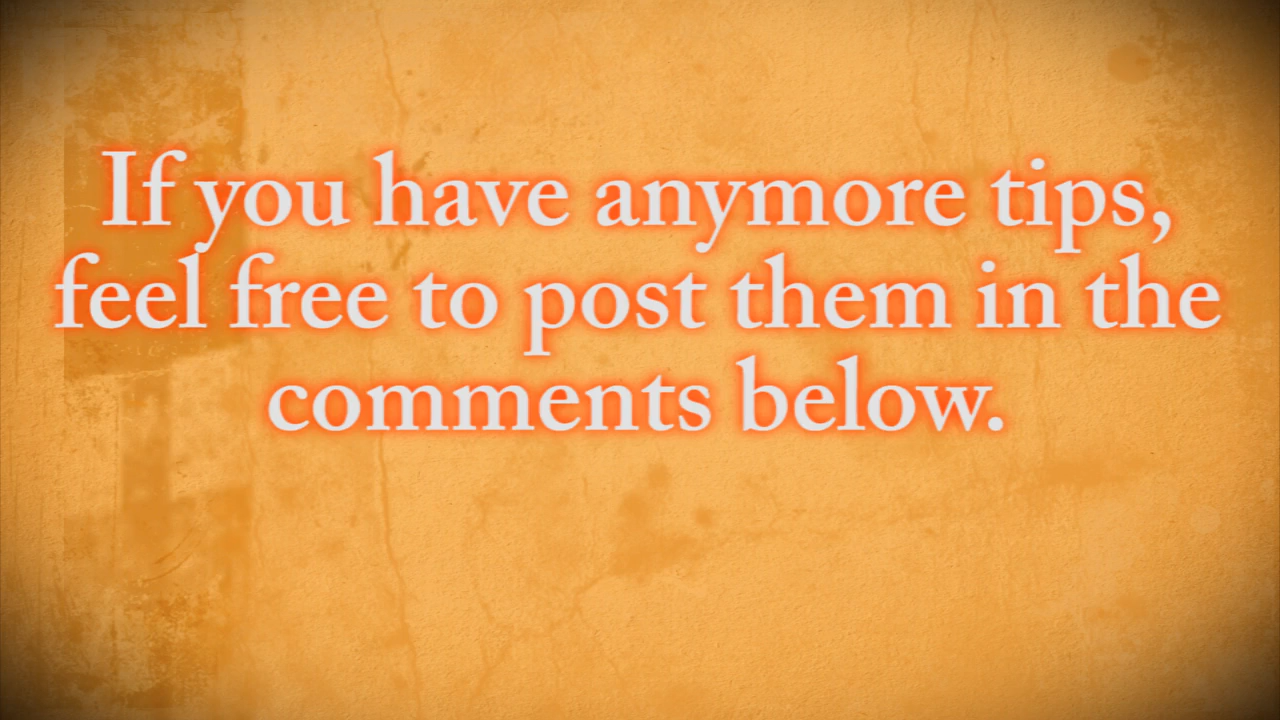 If you have anymore tips,
feel free to post them in the
comments below.